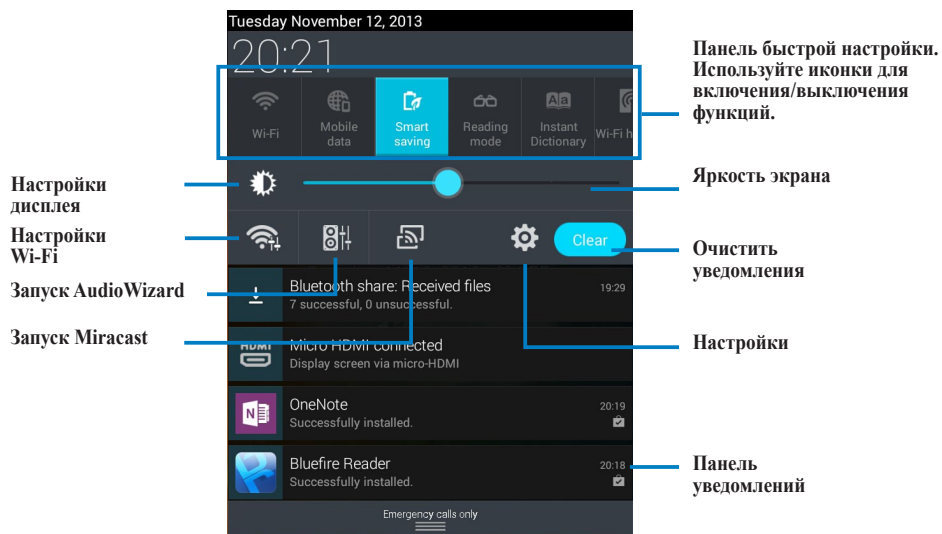 Tuesday November 12, 2013
20:21
Wi-Fi
Mobile
data
Smart
saving
Reading
mode
Instant
Dictionary
Wi-Fi h
Панель быстрой настройки.
Используйте иконки для
включения/выключения
функций.
Настройки
дисплея
Яркость экрана
Настройки
Wi-Fi
Clear
Очистить
уведомления
Запуск AudioWizard
Bluetooth share: Received files
19:29
7 successful, 0 unsuccessful.
Запуск Miracast
HDMI
Micro HDMI connected
Display screen via micro-HDMI
Настройки
N
OneNote
20:19
Successfully installed.
Bluefire Reader
20:18
Successfully installed.
Панель
уведомлений
Emergency calls only